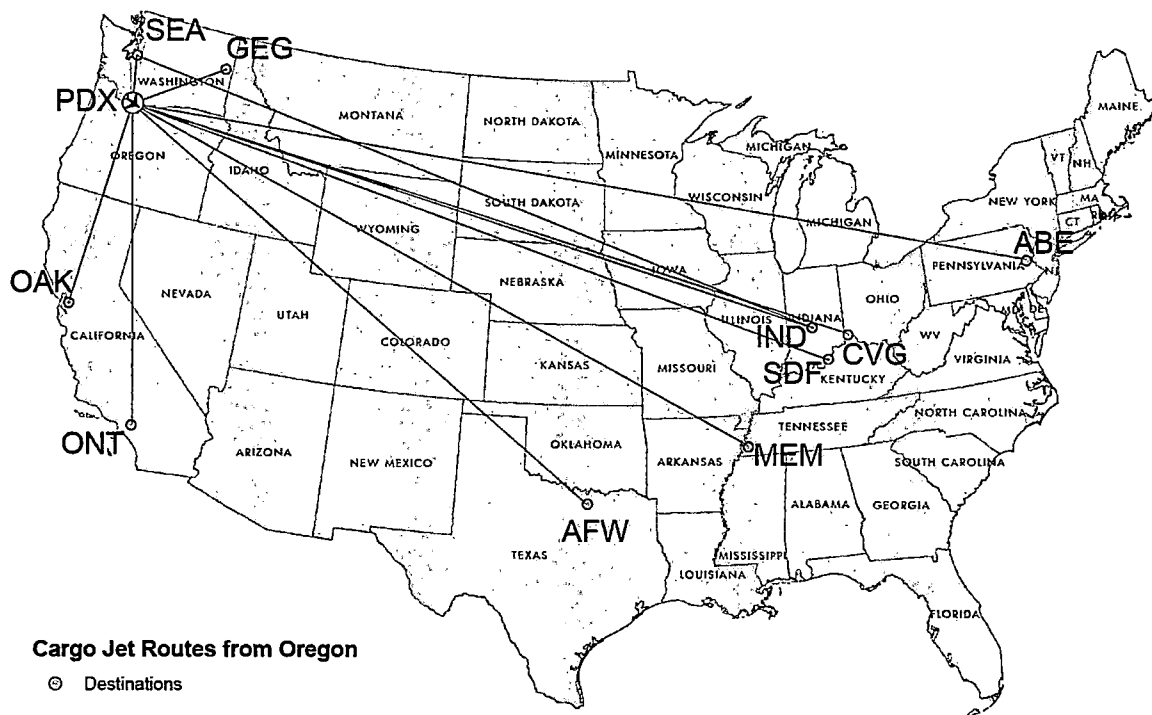 SEA
GEG
WASHINGTON
PDX
MONTANA
NORTH DAKOTA
MINNESOTA
MICHIGAN
MAINE
VT
NH
OREGON
IDAHO
SOUTH DAKOTA
WISCONSIN
MICHIGAN
NEW YORK
MA
CT
WYOMING
ABE
PENNSYLVANIA
NJ
IOWA
OAK
NEVADA
NEBRASKA
OHIO
UTAH
ILLINOIS
INDIANA
MD
DE
CALIFORNIA
COLORADO
IND
CVG
WV
KANSAS
MISSOURI
SDF
KENTUCKY
VIRGINIA
ONT
NORTH CAROLINA
TENNESSEE
OKLAHOMA
ARIZONA
NEW MEXICO
ARKANSAS
MEM
SOUTH CAROLINA
ALABAMA
GEORGIA
AFW
TEXAS
MISSISSIPPI
LOUISIANA
FLORIDA
Cargo Jet Routes from Oregon
Destinations